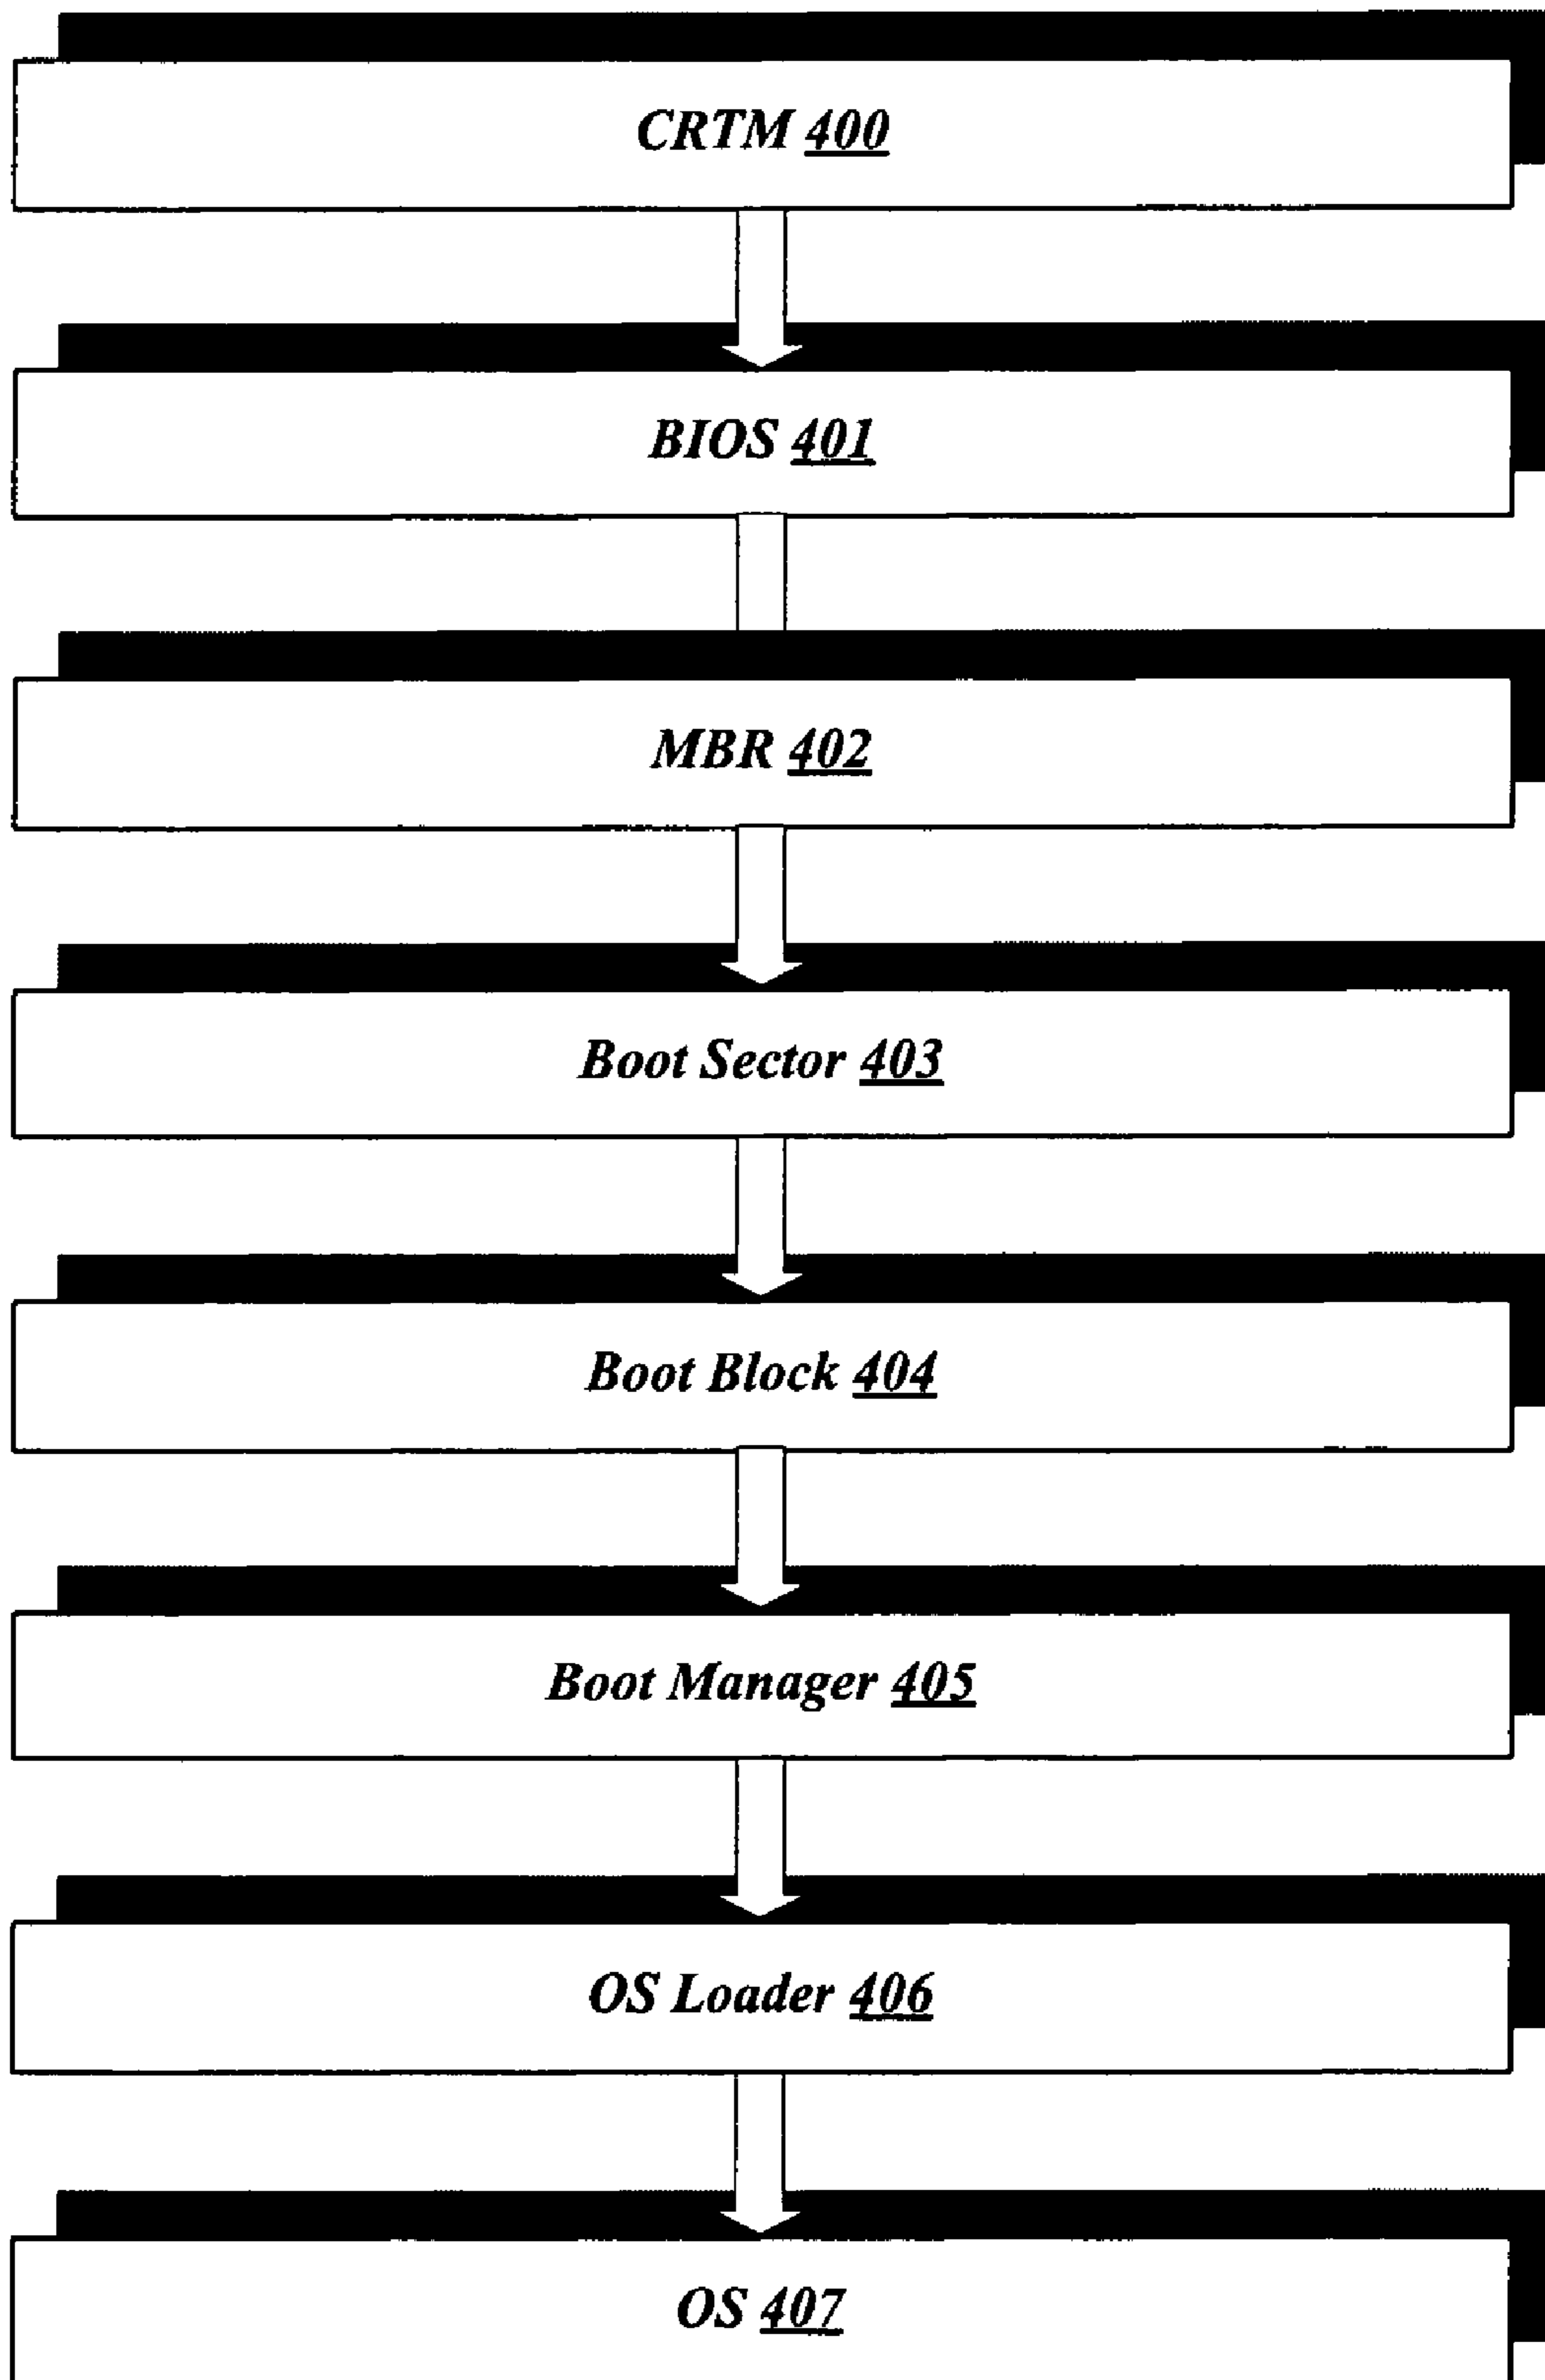 CRTM 400
BIOS 401
MBR 402
Boot Sector 403
Boot Block 404
Boot Manager 405
OS Loader 406
OS 407